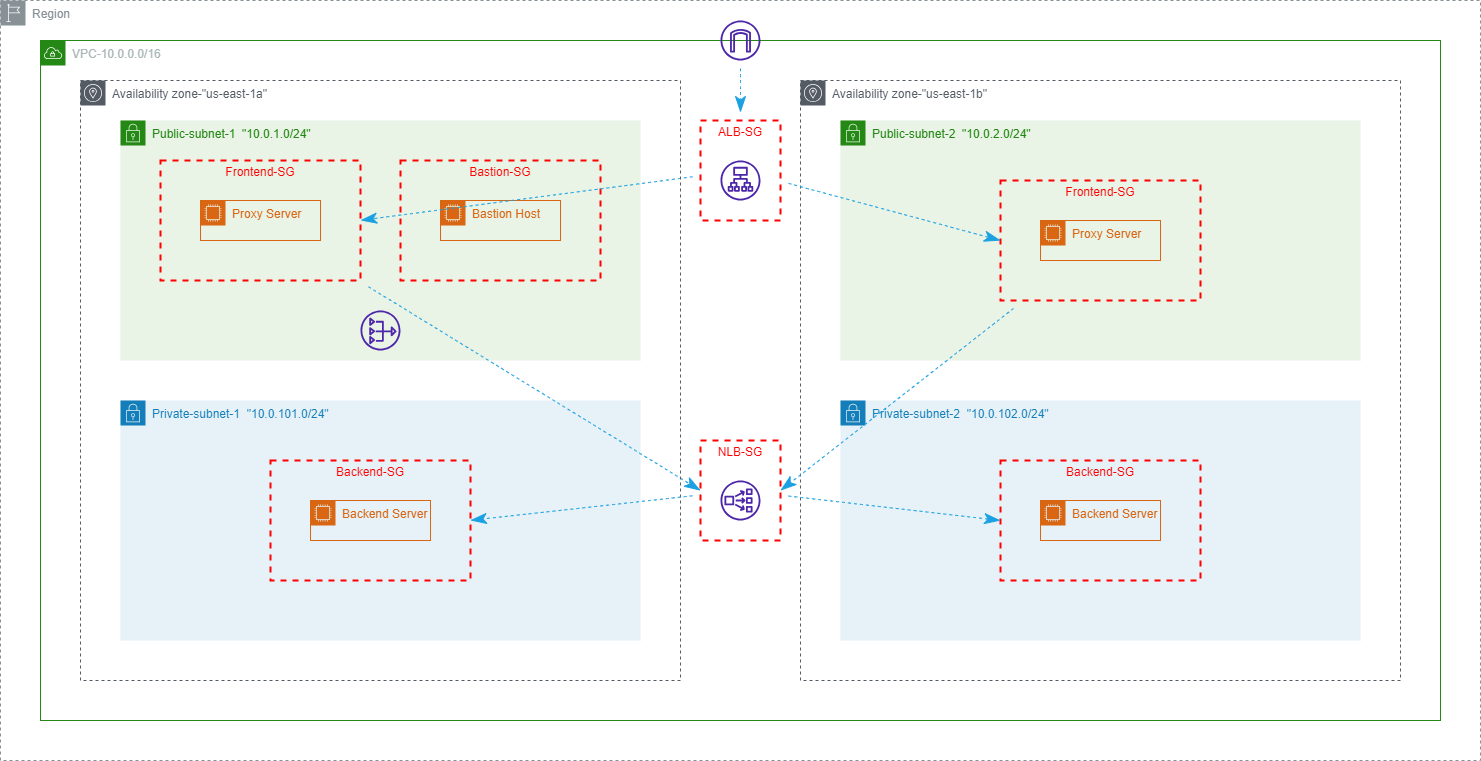 Region
VPC-10.0.0.0/16
Availability zone-"us-east-1a"
Availability zone-"us-east-1b"
Public-subnet-1 "10.0.1.0/24"
ALB-SG
Public-subnet-2 "10.0.2.0/24"
Frontend-SG
Bastion-SG
Frontend-SG
Proxy Server
Bastion Host
Proxy Server
Private-subnet-1 "10.0.101.0/24"
Private-subnet-2 "10.0.102.0/24"
NLB-SG
Backend-SG
Backend-SG
Backend Server
Backend Server